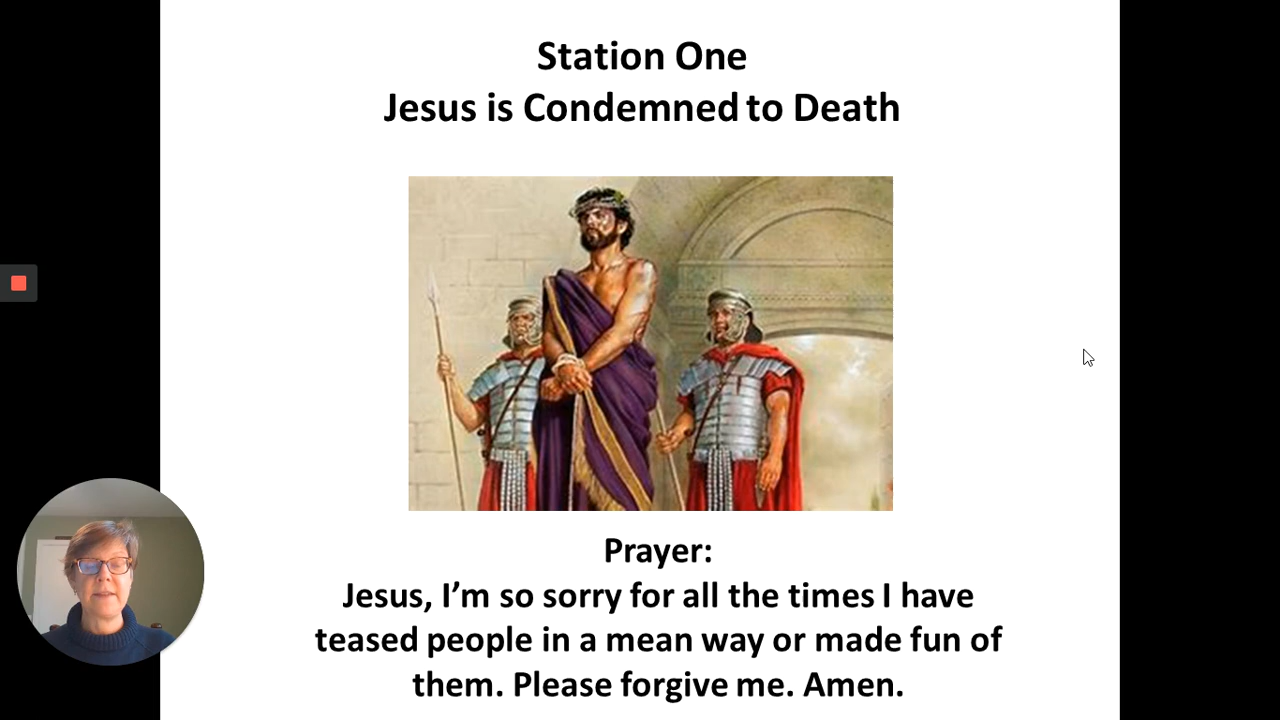 Station One
Jesus is Condemned to Death
Prayer:
Jesus, I’m so sorry for all the times I have
teased people in a mean way or made fun of
them. Please forgive me. Amen.